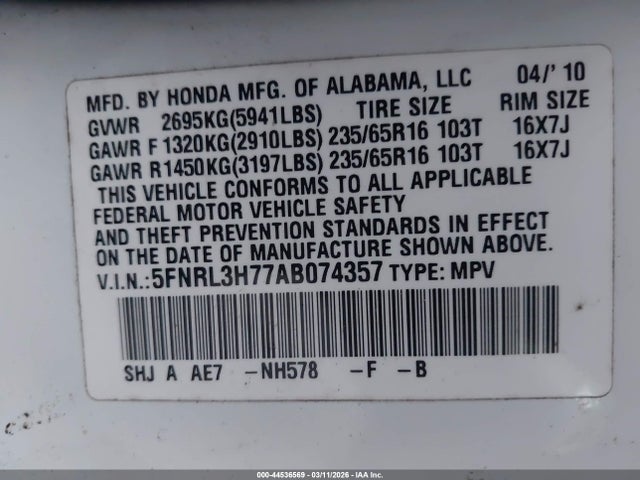 MFD. BY HONDA MFG. OF ALABAMA, LLC 04/' 10
GVWR 2695KG(5941LBS) TIRE SIZE RIM SIZE
GAWR F 1320KG(2910LBS) 235/65R16 103T 16X7J
GAWR R1450KG(3197LBS) 235/65R16 103T 16X7J
THIS VEHICLE CONFORMS TO ALL APPLICABLE
FEDERAL MOTOR VEHICLE SAFETY
AND THEFT PREVENTION STANDARDS IN EFFECT
ON THE DATE OF MANUFACTURE SHOWN ABOVE.
V.I.N.:5FNRL3H77AB074357 TYPE: MPV
SHJ A AE7 -NH578 -F -B
000-44536569 | 03/11/2026 | IAA Inc.